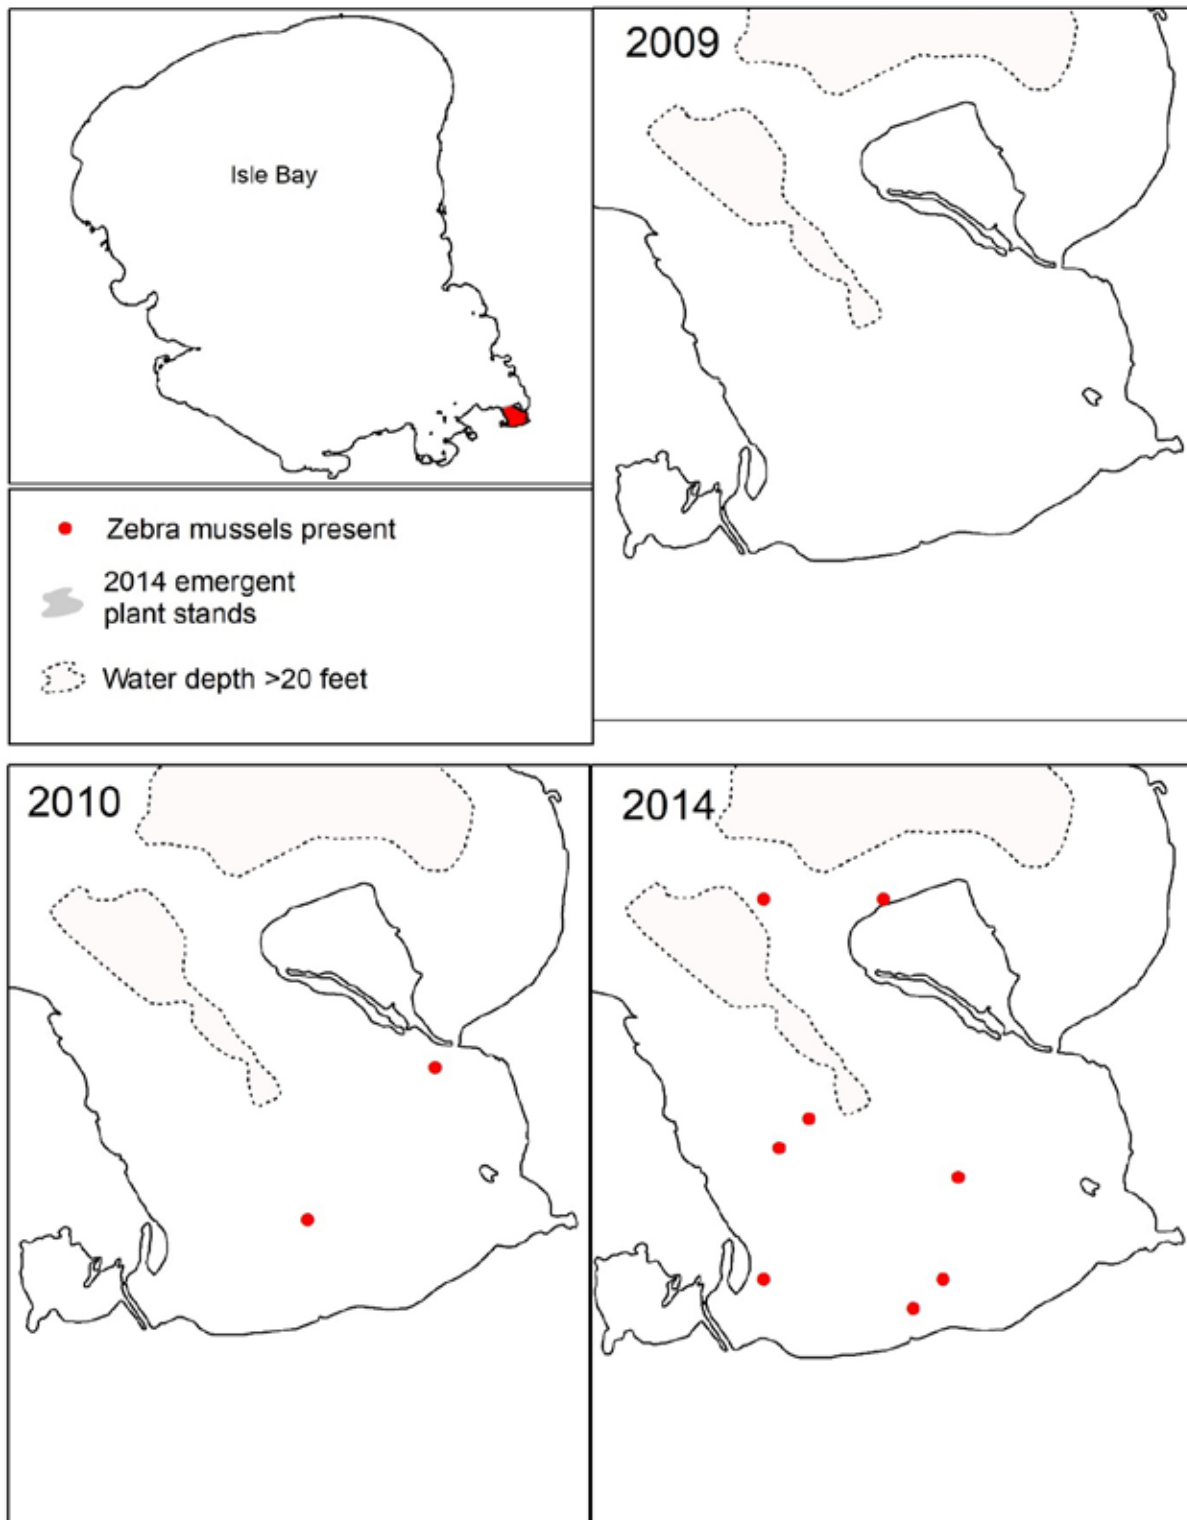 Isle Bay
2009
Zebra mussels present
2014 emergent
plant stands
Water depth >20 feet
2010
2014